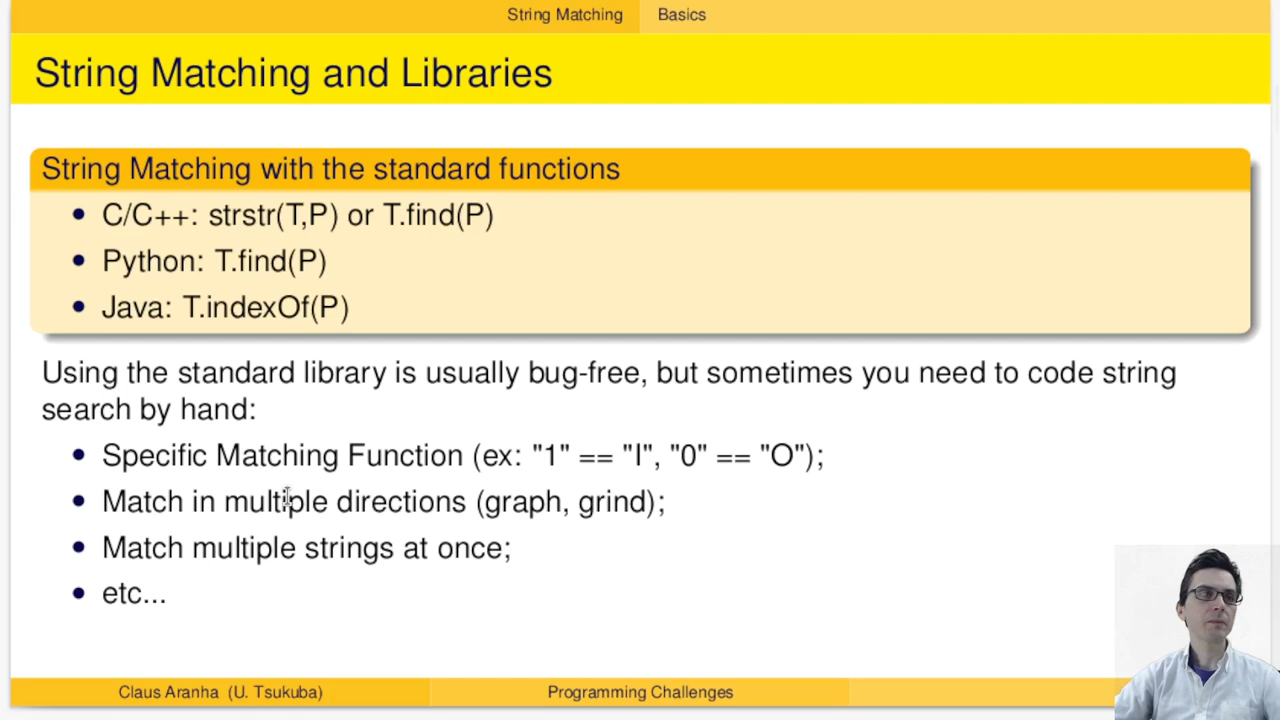 String Matching Basics
String Matching and Libraries
String Matching with the standard functions
• C/C++: strstr(T,P) or T.find(P)
• Python: T.find(P)
• Java: T.indexOf(P)
Using the standard library is usually bug-free, but sometimes you need to code string
search by hand:
• Specific Matching Function (ex: "1" == "I", "0" == "O");
• Match in multiple directions (graph, grind);
• Match multiple strings at once;
• etc...
Claus Aranha (U. Tsukuba) Programming Challenges